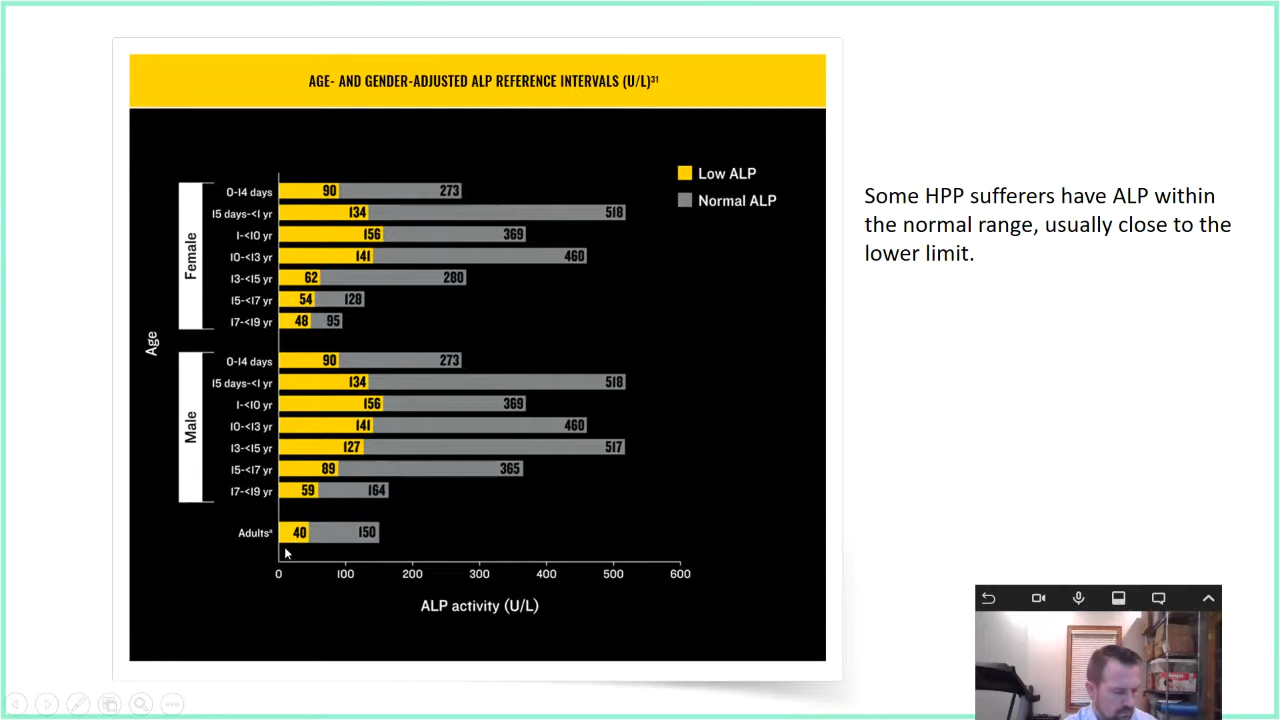 AGE- AND GENDER-ADJUSTED ALP REFERENCE INTERVALS (U/L)³¹
Low ALP
Normal ALP
Age
Female
0-14 days 90 273
15 days-<1 yr 134 518
1-<10 yr 156 369
10-<13 yr 141 460
13-<15 yr 62 280
15-<17 yr 54 128
17-<19 yr 48 95
Male
0-14 days 90 273
15 days-<1 yr 134 518
1-<10 yr 156 369
10-<13 yr 141 460
13-<15 yr 127 517
15-<17 yr 89 365
17-<19 yr 59 164
Adultsᵃ 40 150
0 100 200 300 400 500 600
ALP activity (U/L)
Some HPP sufferers have ALP within
the normal range, usually close to the
lower limit.